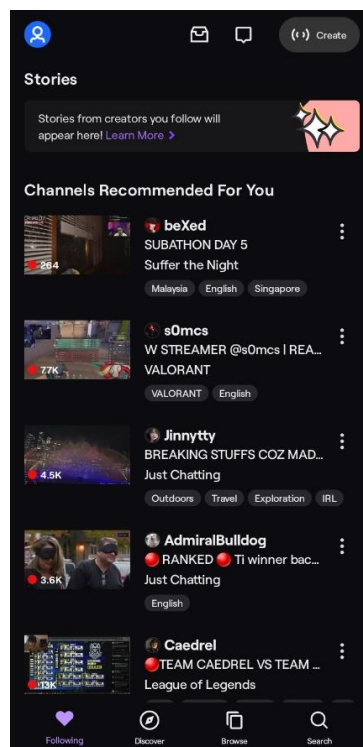 Create
Stories
Stories from creators you follow will
appear here! Learn More >
Channels Recommended For You
beXed
SUBATHON DAY 5
Suffer the Night
264
Malaysia English Singapore
s0mcs
W STREAMER @s0mcs | REA...
VALORANT
7.7K
VALORANT English
Jinnytty
BREAKING STUFFS COZ MAD...
Just Chatting
4.5K
Outdoors Travel Exploration IRL
AdmiralBulldog
🔴RANKED 🔴 Ti winner bac...
Just Chatting
3.6K
English
Caedrel
🔴TEAM CAEDREL VS TEAM ...
League of Legends
13K
Following Discover Browse Search